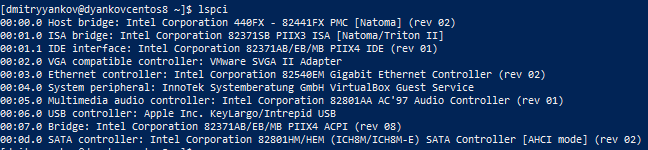 [dmitryyankov@dyankovcentos8 ~]$ lspci
00:00.0 Host bridge: Intel Corporation 440FX - 82441FX PMC [Natoma] (rev 02)
00:01.0 ISA bridge: Intel Corporation 82371SB PIIX3 ISA [Natoma/Triton II]
00:01.1 IDE interface: Intel Corporation 82371AB/EB/MB PIIX4 IDE (rev 01)
00:02.0 VGA compatible controller: VMware SVGA II Adapter
00:03.0 Ethernet controller: Intel Corporation 82540EM Gigabit Ethernet Controller (rev 02)
00:04.0 System peripheral: InnoTek Systemberatung GmbH VirtualBox Guest Service
00:05.0 Multimedia audio controller: Intel Corporation 82801AA AC'97 Audio Controller (rev 01)
00:06.0 USB controller: Apple Inc. KeyLargo/Intrepid USB
00:07.0 Bridge: Intel Corporation 82371AB/EB/MB PIIX4 ACPI (rev 08)
00:0d.0 SATA controller: Intel Corporation 82801HM/HEM (ICH8M/ICH8M-E) SATA Controller [AHCI mode] (rev 02)